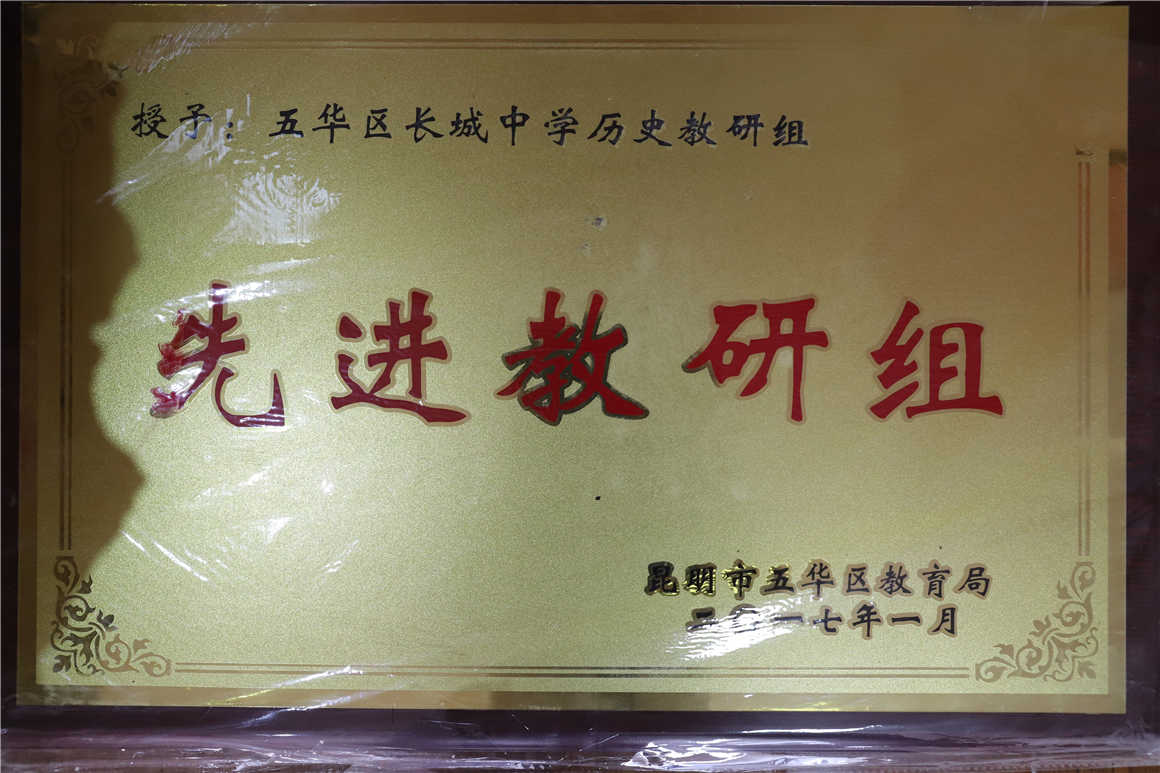 授予：五华区长城中学历史教研组
先进教研组
昆明市五华区教育局
二〇一七年一月